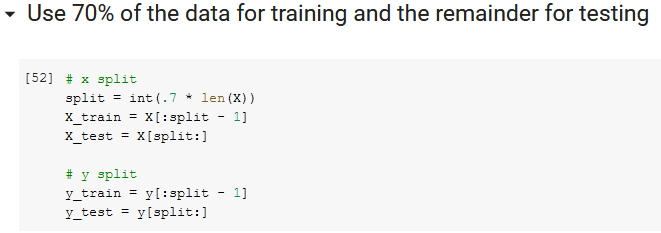 Use 70% of the data for training and the remainder for testing
[52] # x split
split = int(.7 * len(X))
X_train = X[:split - 1]
X_test = X[split:]
# y split
y_train = y[:split - 1]
y_test = y[split:]